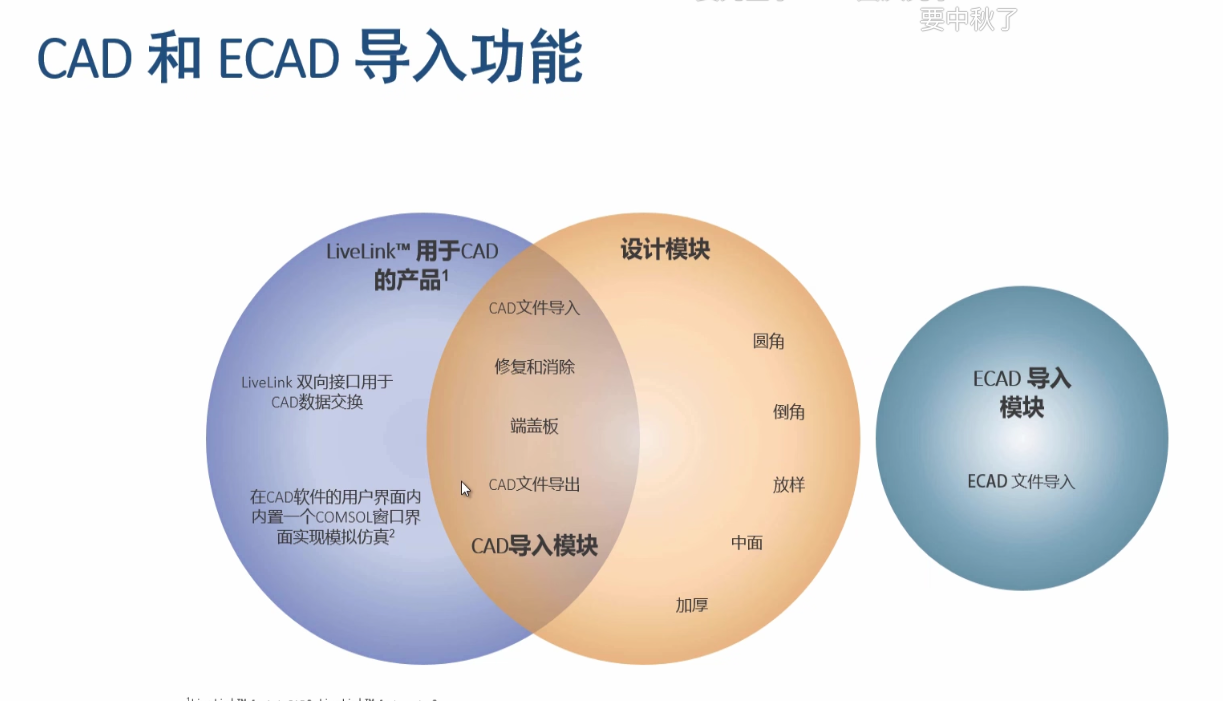 要中秋了
CAD 和 ECAD 导入功能
LiveLink™ 用于CAD
的产品¹
LiveLink 双向接口用于
CAD数据交换
在CAD软件的用户界面内
内置一个COMSOL窗口界
面实现模拟仿真²
CAD文件导入
修复和消除
端盖板
CAD文件导出
CAD导入模块
设计模块
圆角
倒角
放样
中面
加厚
ECAD 导入
模块
ECAD 文件导入